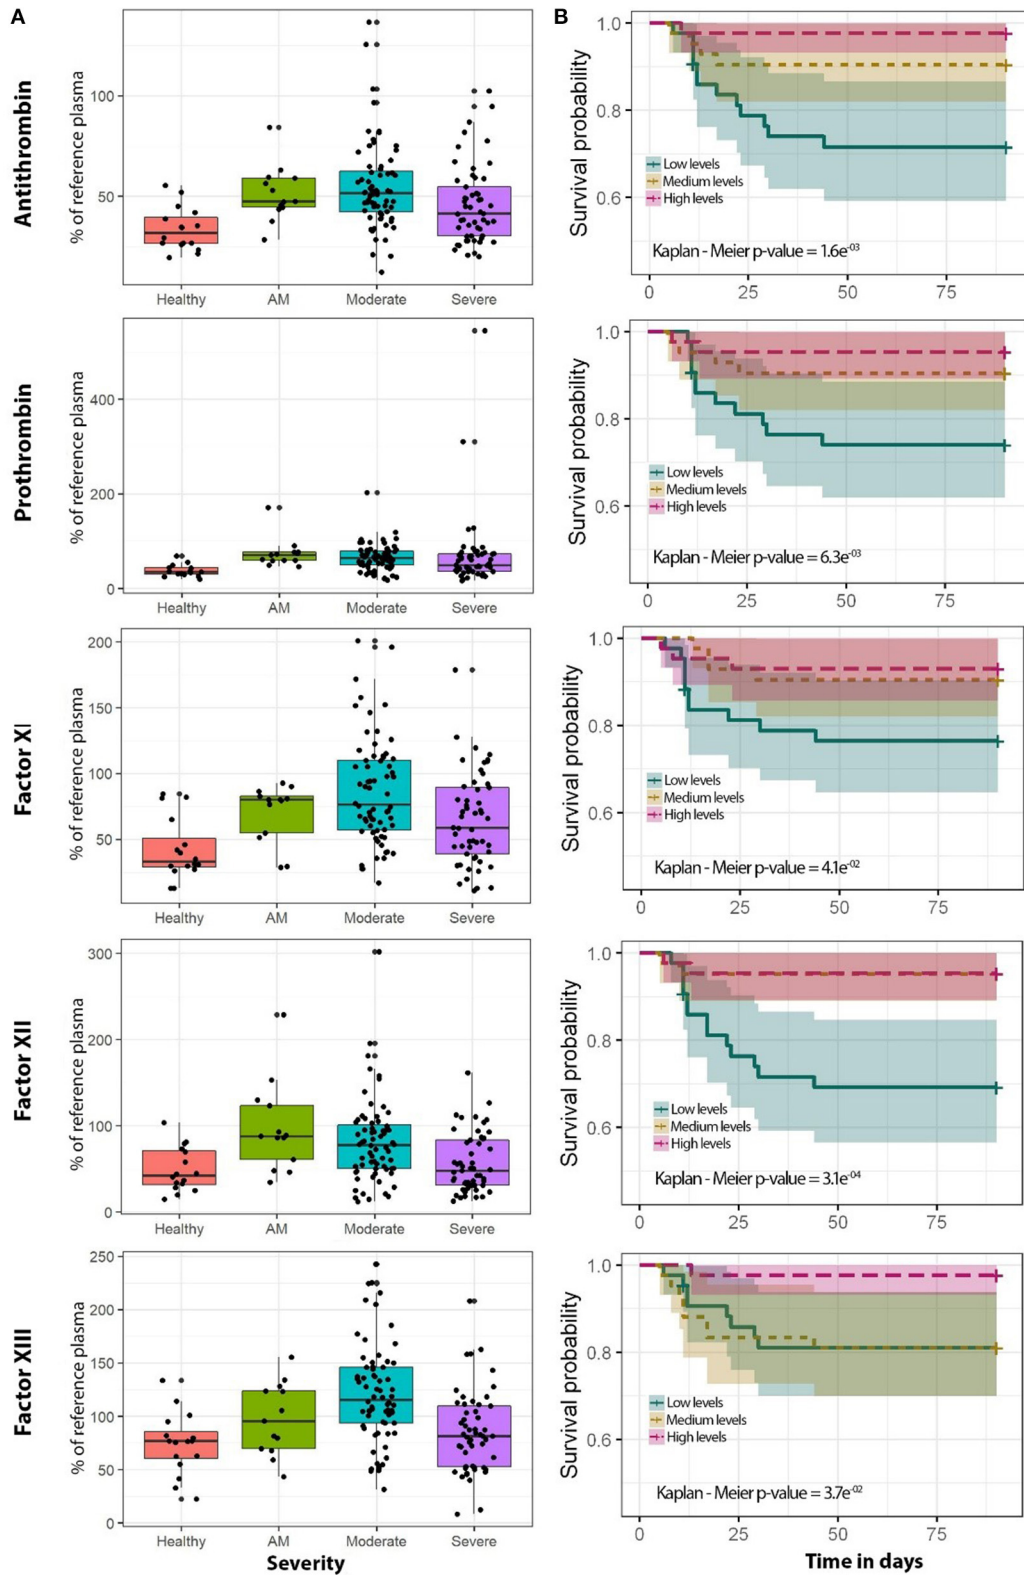 A
B
Antithrombin
% of reference plasma
100
50
Healthy AM Moderate Severe
Survival probability
1.0
0.8
0.6
Low levels
Medium levels
High levels
Kaplan - Meier p-value = 1.6e-03
0 25 50 75
Prothrombin
% of reference plasma
400
200
0
Healthy AM Moderate Severe
Survival probability
1.0
0.8
0.6
Low levels
Medium levels
High levels
Kaplan - Meier p-value = 6.3e-03
0 25 50 75
Factor XI
% of reference plasma
200
150
100
50
Healthy AM Moderate Severe
Survival probability
1.0
0.8
0.6
Low levels
Medium levels
High levels
Kaplan - Meier p-value = 4.1e-02
0 25 50 75
Factor XII
% of reference plasma
300
200
100
0
Healthy AM Moderate Severe
Survival probability
1.0
0.8
0.6
Low levels
Medium levels
High levels
Kaplan - Meier p-value = 3.1e-04
0 25 50 75
Factor XIII
% of reference plasma
250
200
150
100
50
0
Healthy AM Moderate Severe
Severity
Survival probability
1.0
0.8
0.6
Low levels
Medium levels
High levels
Kaplan - Meier p-value = 3.7e-02
0 25 50 75
Time in days